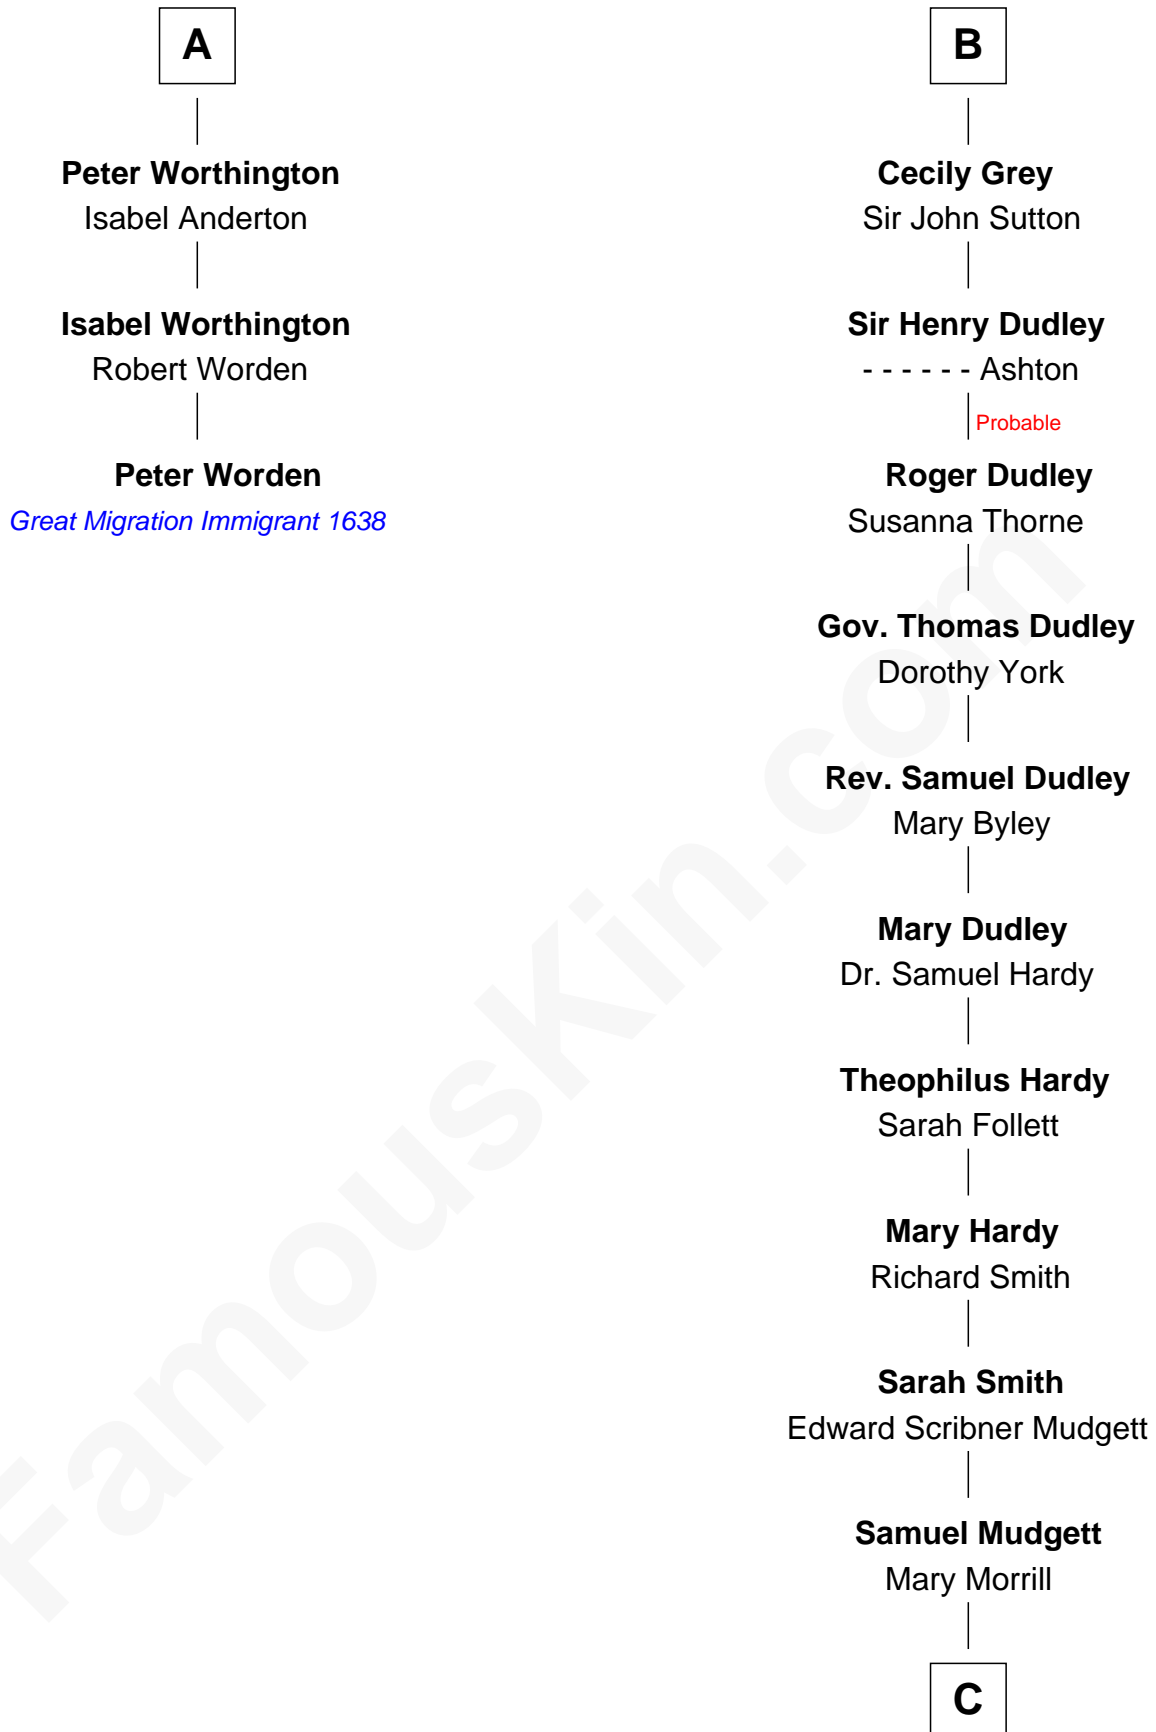 A
Peter Worthington
Isabel Anderton
Isabel Worthington
Robert Worden
Peter Worden
Great Migration Immigrant 1638
B
Cecily Grey
Sir John Sutton
Sir Henry Dudley
- - - - - - Ashton
Probable
Roger Dudley
Susanna Thorne
Gov. Thomas Dudley
Dorothy York
Rev. Samuel Dudley
Mary Byley
Mary Dudley
Dr. Samuel Hardy
Theophilus Hardy
Sarah Follett
Mary Hardy
Richard Smith
Sarah Smith
Edward Scribner Mudgett
Samuel Mudgett
Mary Morrill
C
FamousKin.com